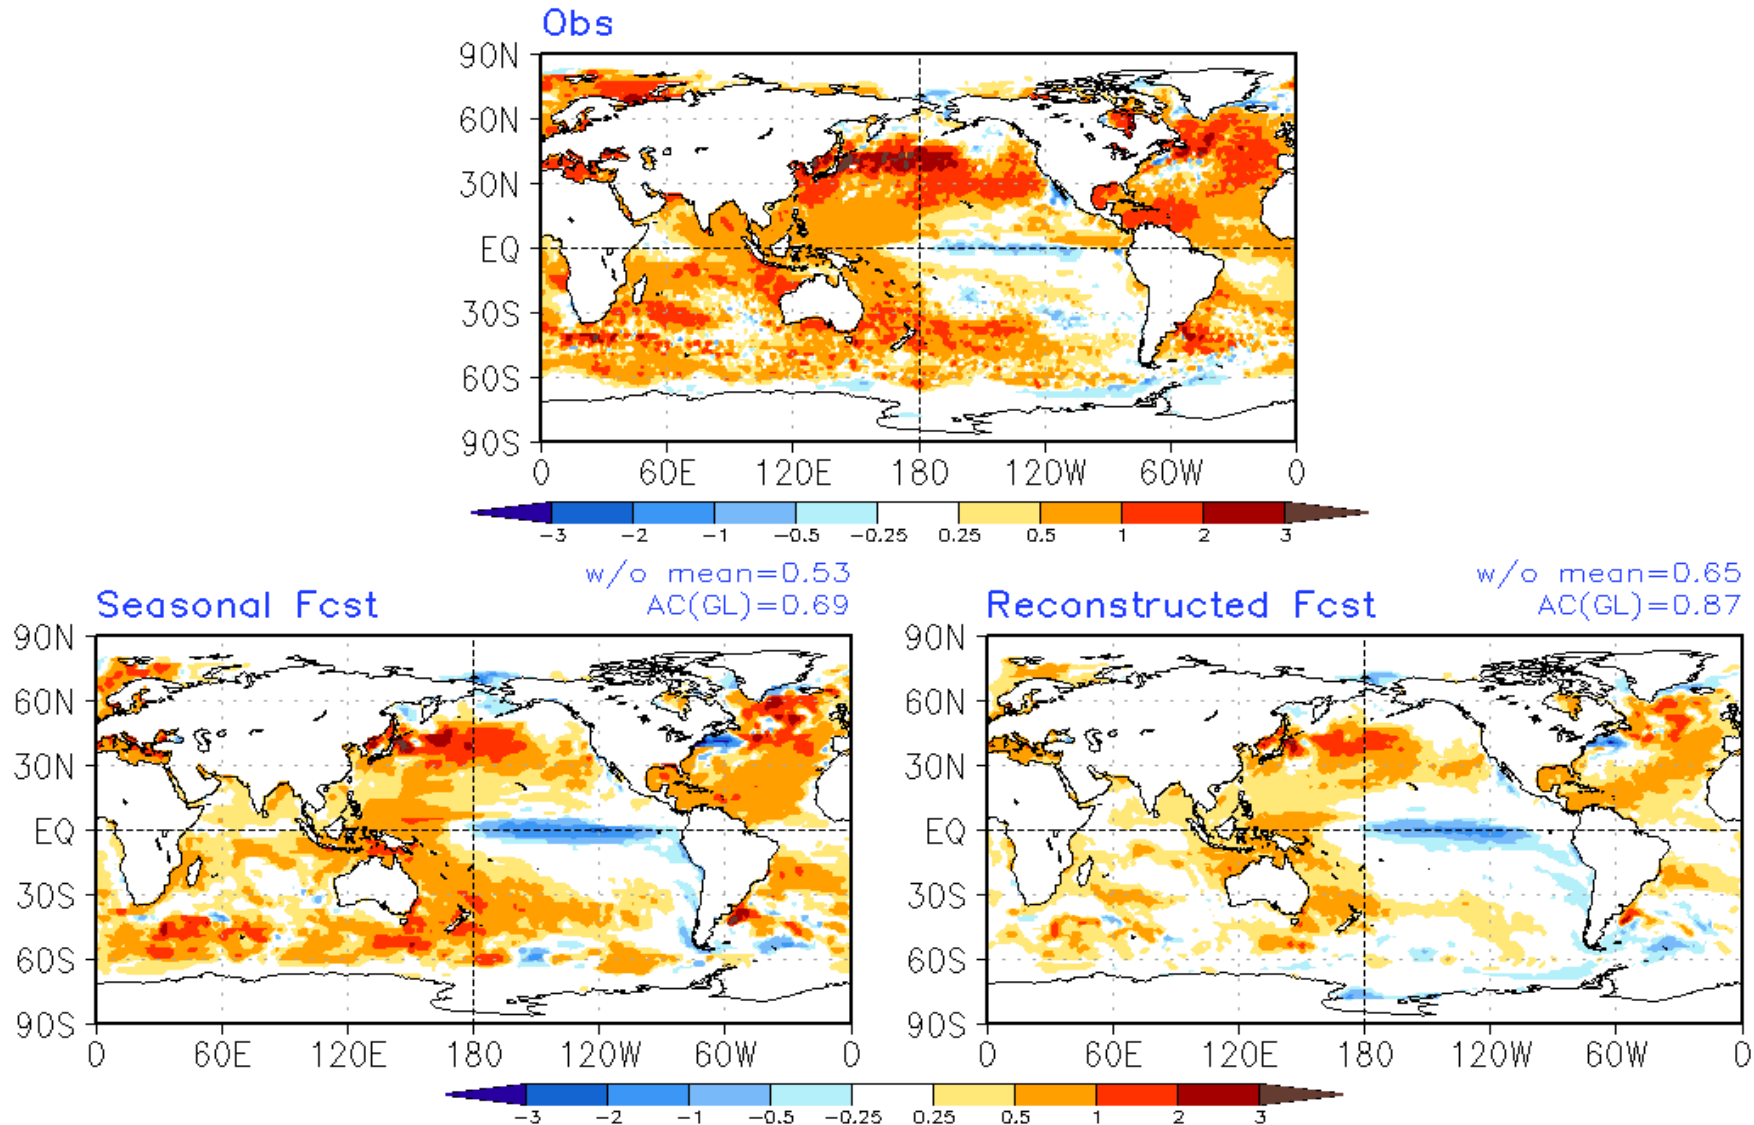 Obs
90N
60N
30N
EQ
30S
60S
90S
0 60E 120E 180 120W 60W 0
-3 -2 -1 -0.5 -0.25 0.25 0.5 1 2 3
w/o mean=0.53
Seasonal Fcst AC(GL)=0.69
90N
60N
30N
EQ
30S
60S
90S
0 60E 120E 180 120W 60W 0
w/o mean=0.65
Reconstructed Fcst AC(GL)=0.87
90N
60N
30N
EQ
30S
60S
90S
0 60E 120E 180 120W 60W 0
-3 -2 -1 -0.5 -0.25 0.25 0.5 1 2 3